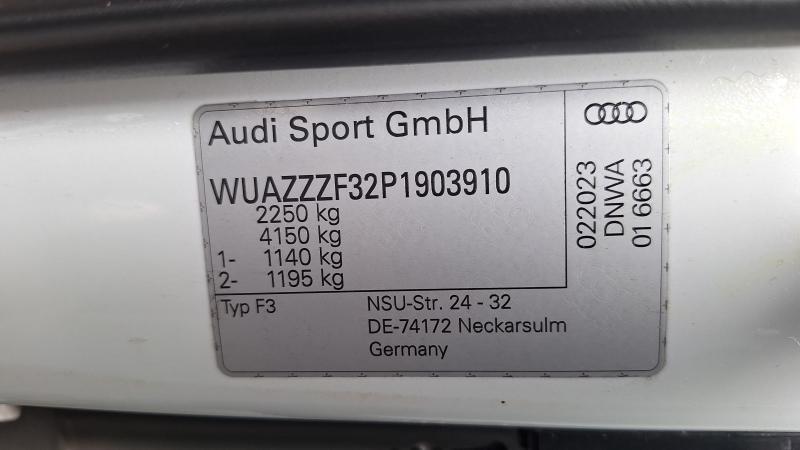 Audi Sport GmbH
WUAZZZF32P1903910
2250 kg
4150 kg
1- 1140 kg
2- 1195 kg
Typ F3
NSU-Str. 24 - 32
DE-74172 Neckarsulm
Germany
022023
DNWA
01 6663